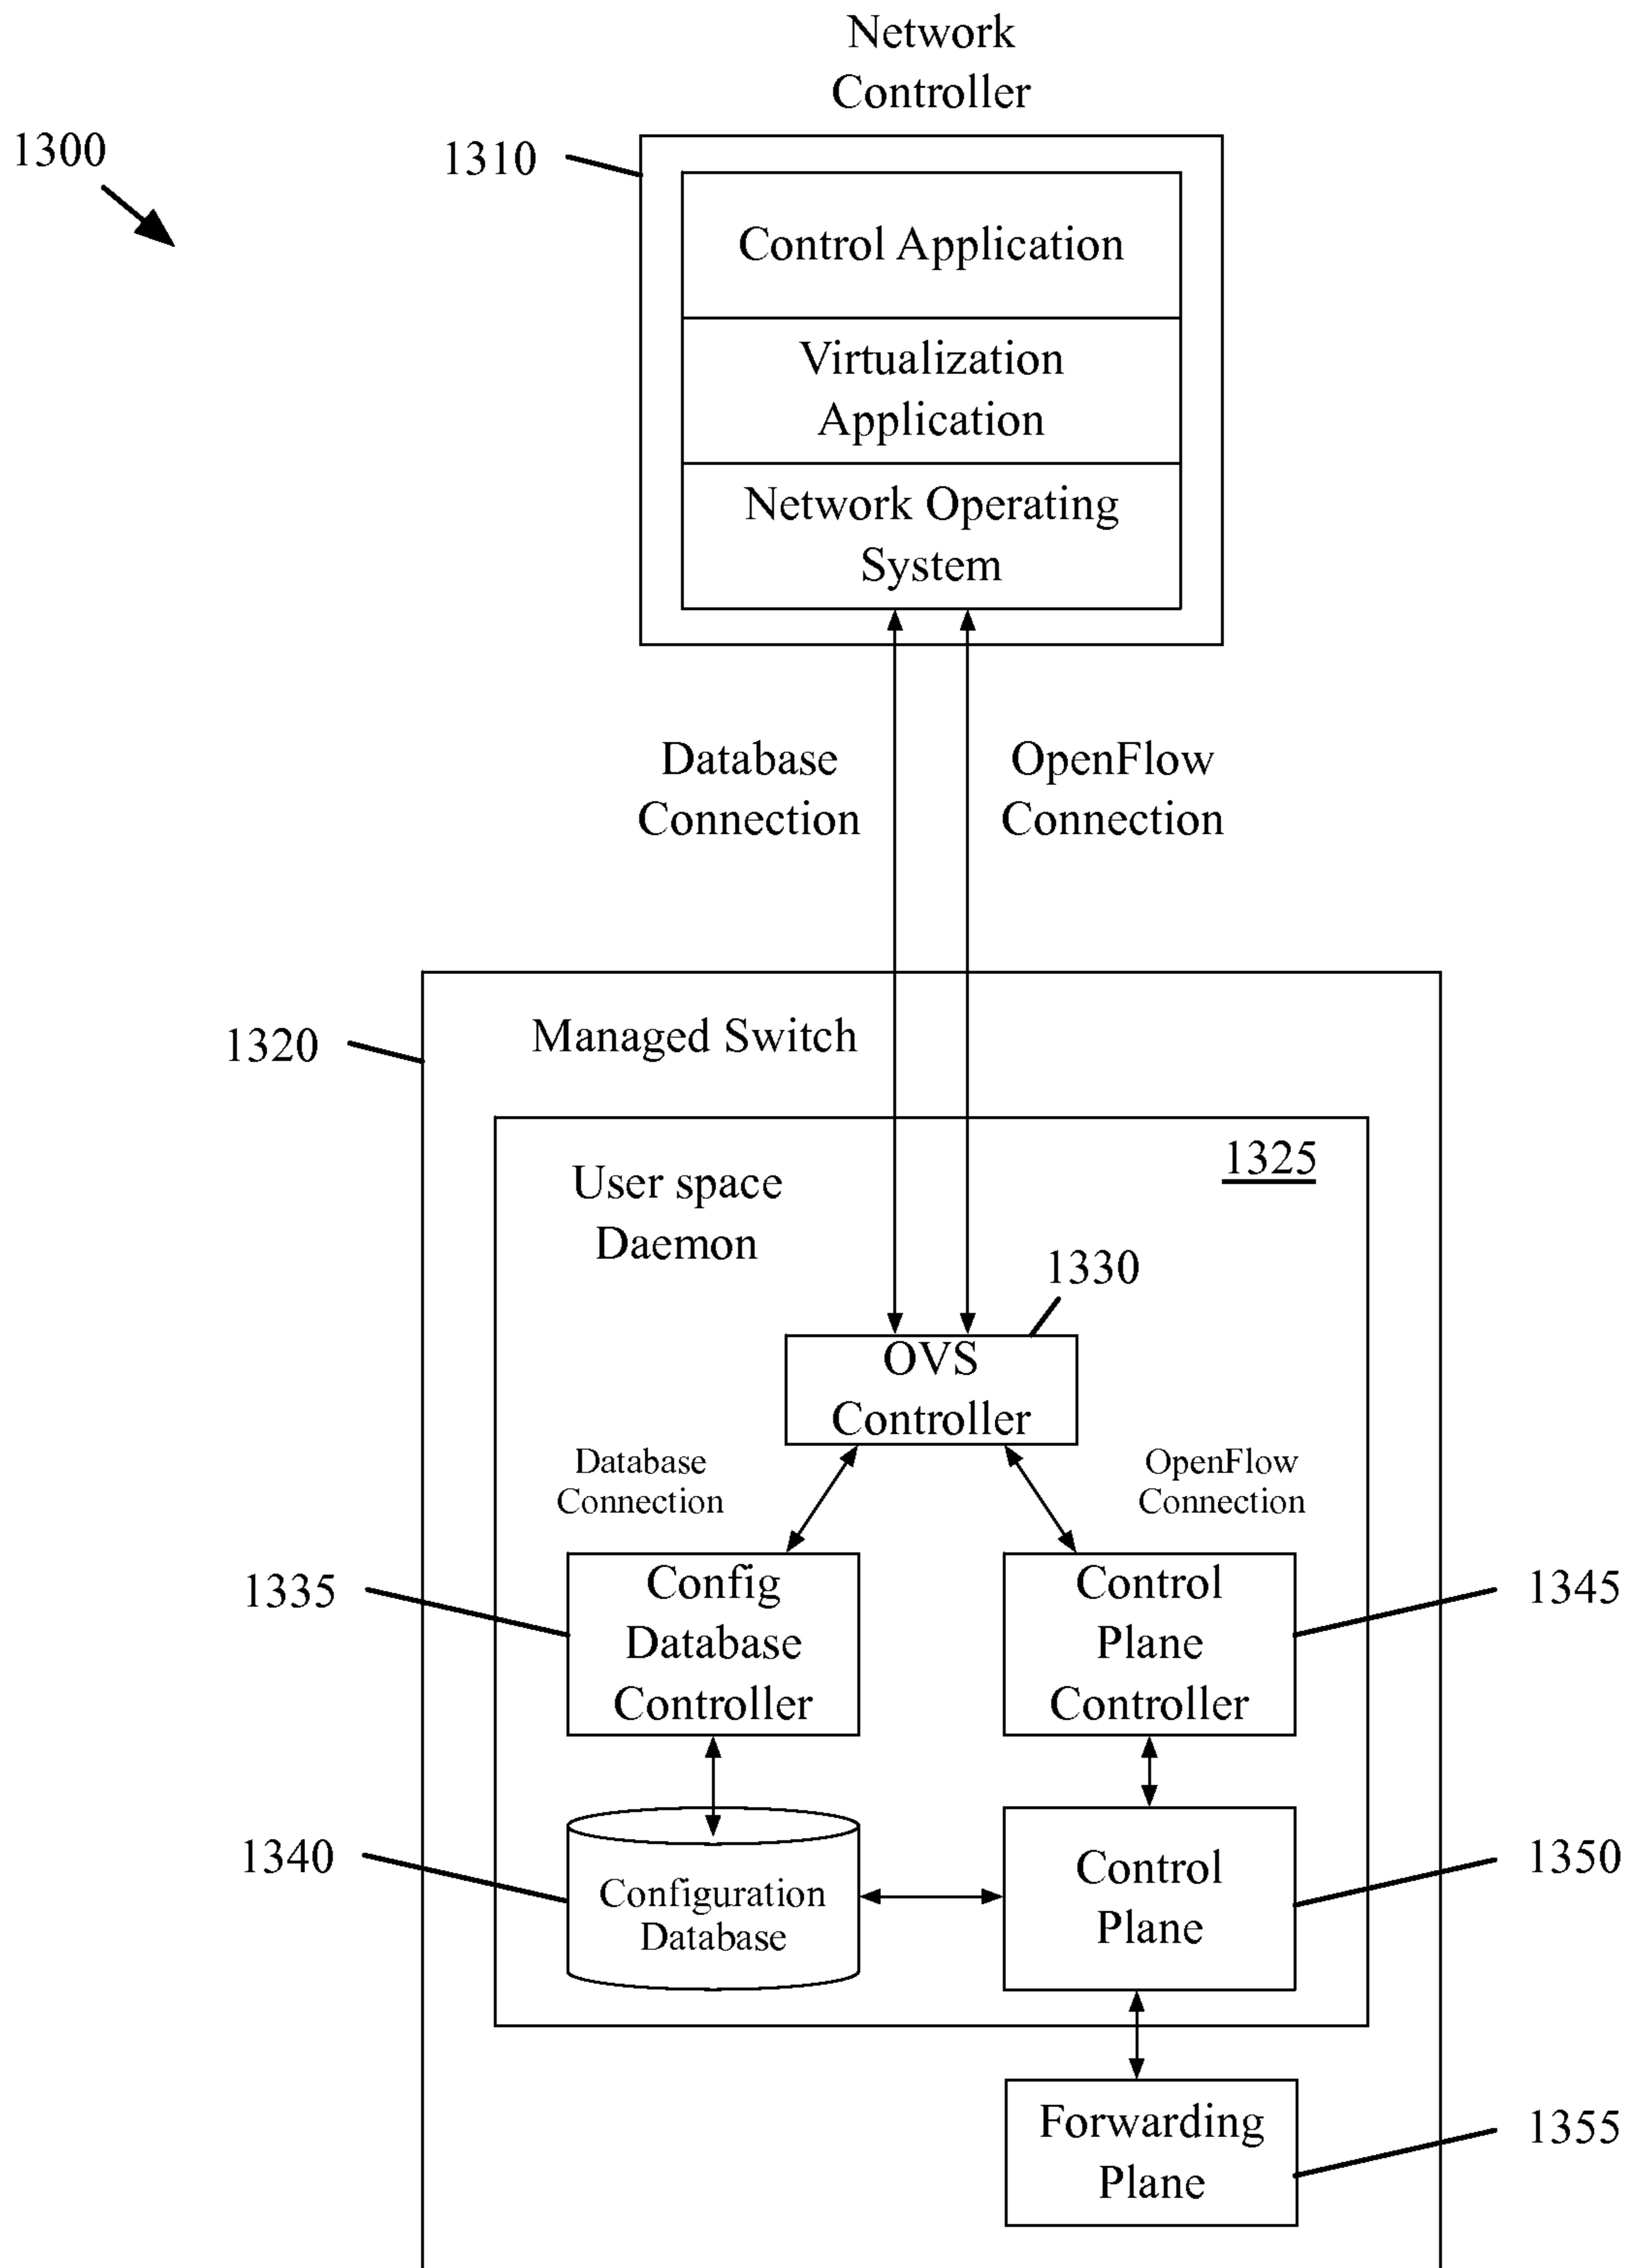 Network
Controller
1300
1310
Control Application
Virtualization
Application
Network Operating
System
Database
Connection
OpenFlow
Connection
1320
Managed Switch
1325
User space
Daemon
1330
OVS
Controller
Database
Connection
OpenFlow
Connection
1335
Config
Database
Controller
Control
Plane
Controller
1345
1340
Configuration
Database
Control
Plane
1350
Forwarding
Plane
1355